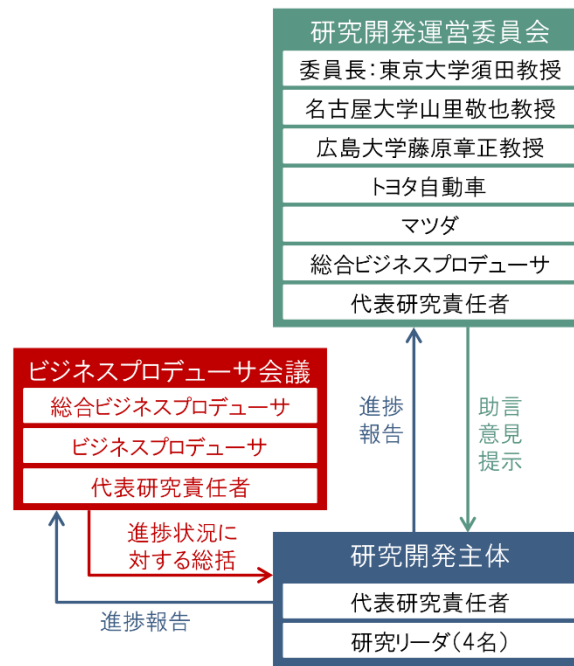 研究開発運営委員会
委員長:東京大学須田教授
名古屋大学山里敬也教授
広島大学藤原章正教授
トヨタ自動車
マツダ
総合ビジネスプロデューサ
代表研究責任者
ビジネスプロデューサ会議
総合ビジネスプロデューサ
ビジネスプロデューサ
代表研究責任者
進捗
報告
助言
意見
提示
進捗状況に
対する総括
進捗報告
研究開発主体
代表研究責任者
研究リーダ(4名)